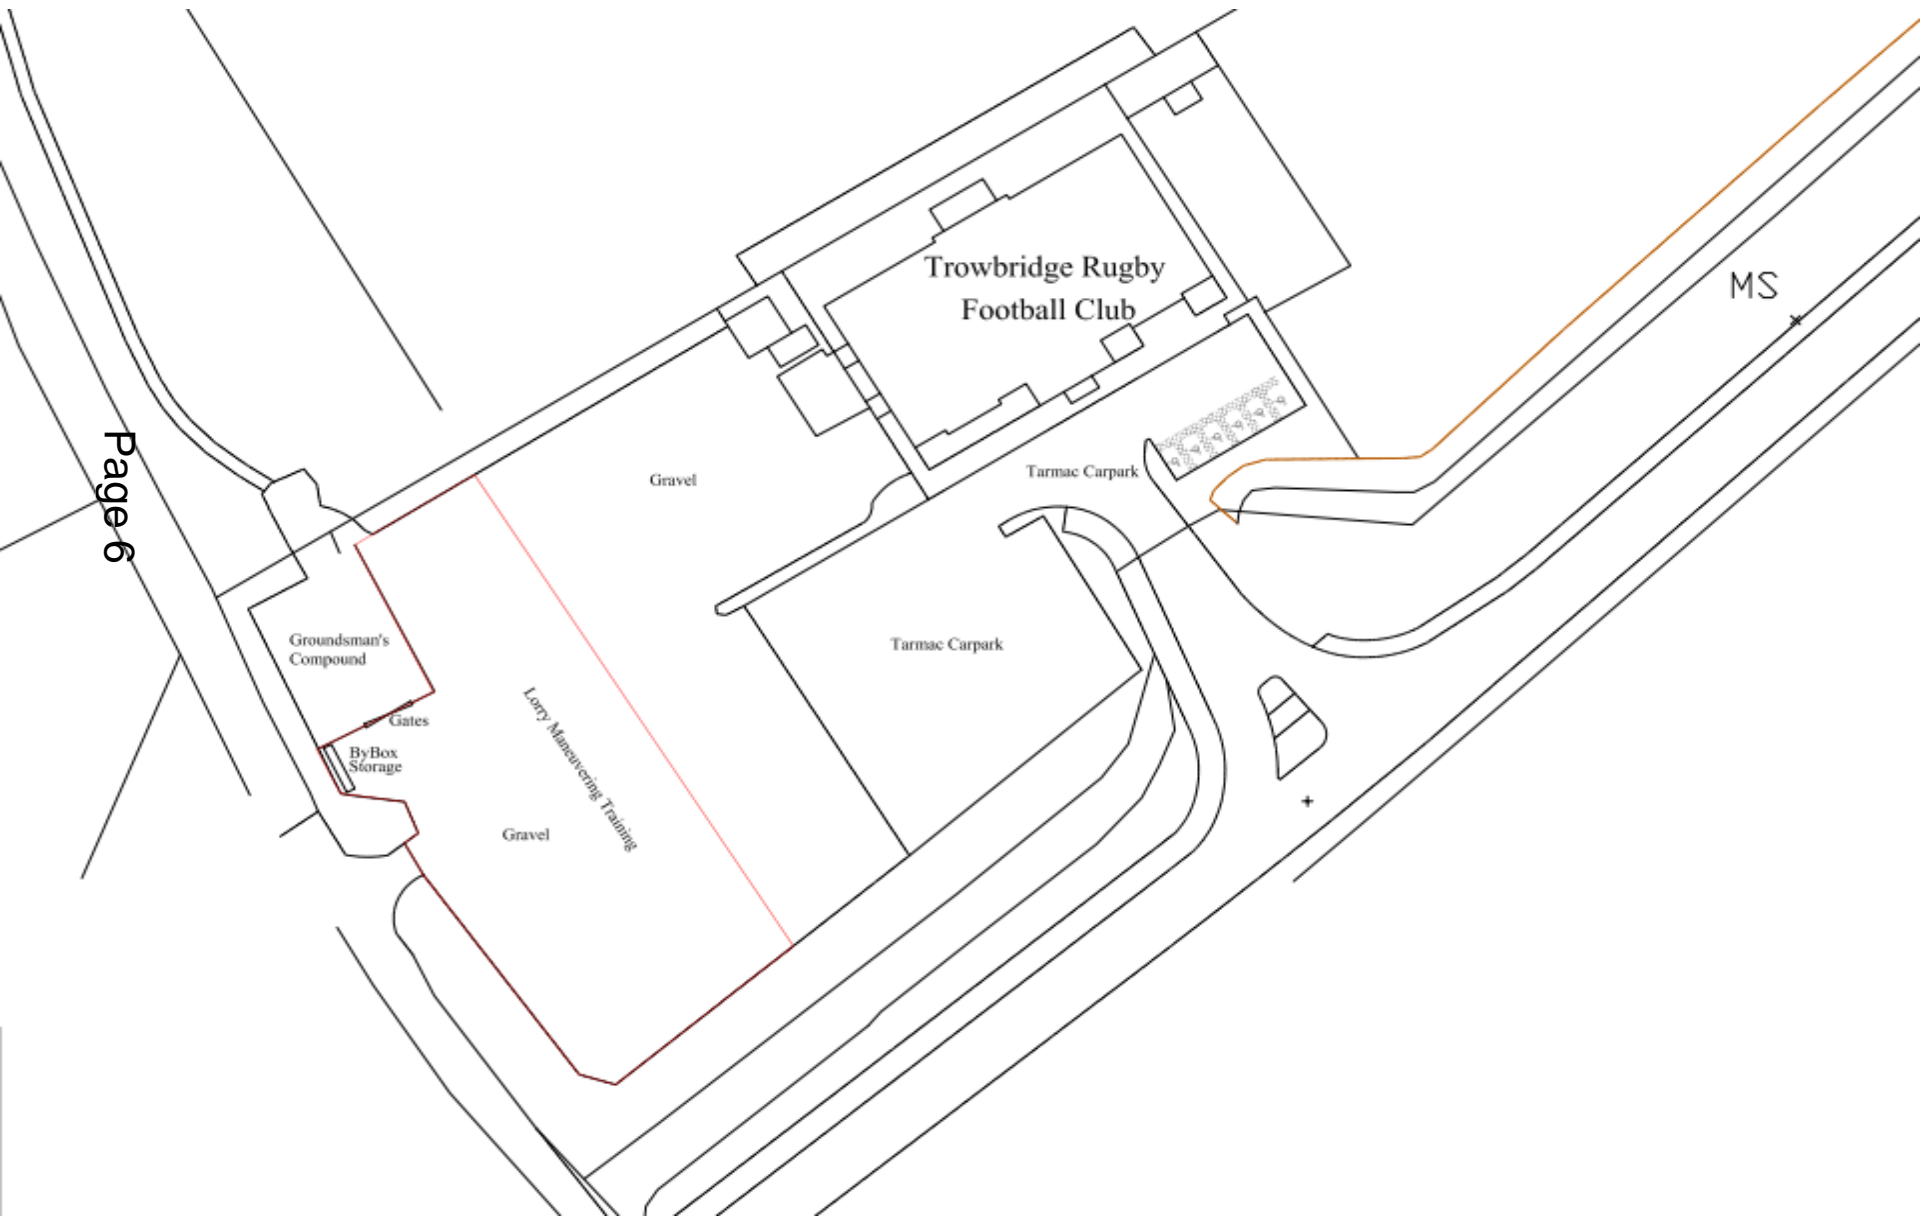 Trowbridge Rugby
Football Club
MS
Gravel
Tarmac Carpark
Page 6
Groundsman's
Compound
Tarmac Carpark
Gates
ByBox
Storage
Lorry Maneuvering Training
Gravel